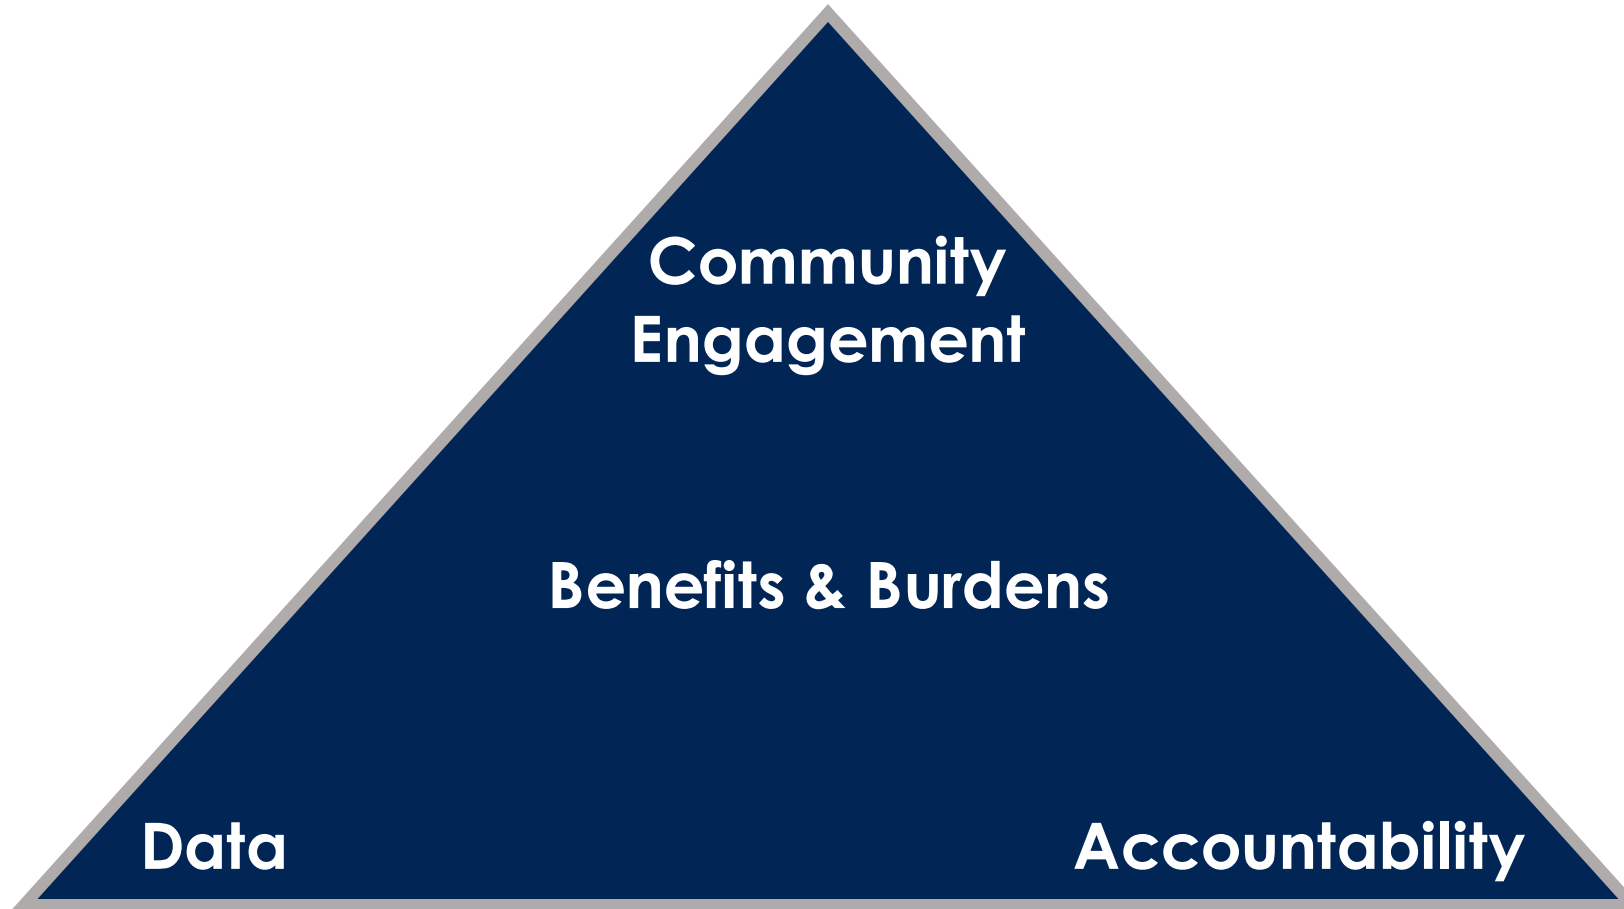 Community
Engagement
Benefits & Burdens
Data
Accountability